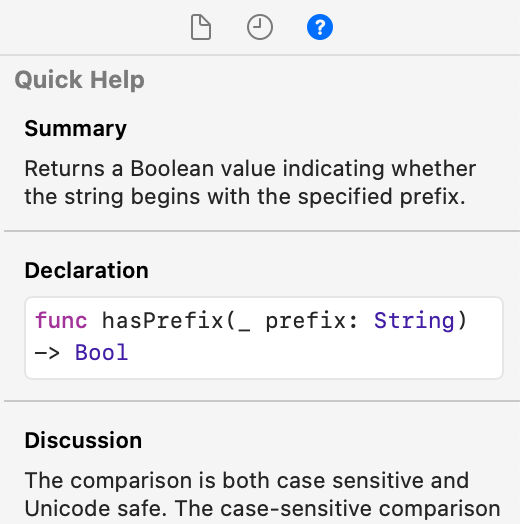 ?
Quick Help
Summary
Returns a Boolean value indicating whether
the string begins with the specified prefix.
Declaration
func hasPrefix(_ prefix: String)
-> Bool
Discussion
The comparison is both case sensitive and
Unicode safe. The case-sensitive comparison